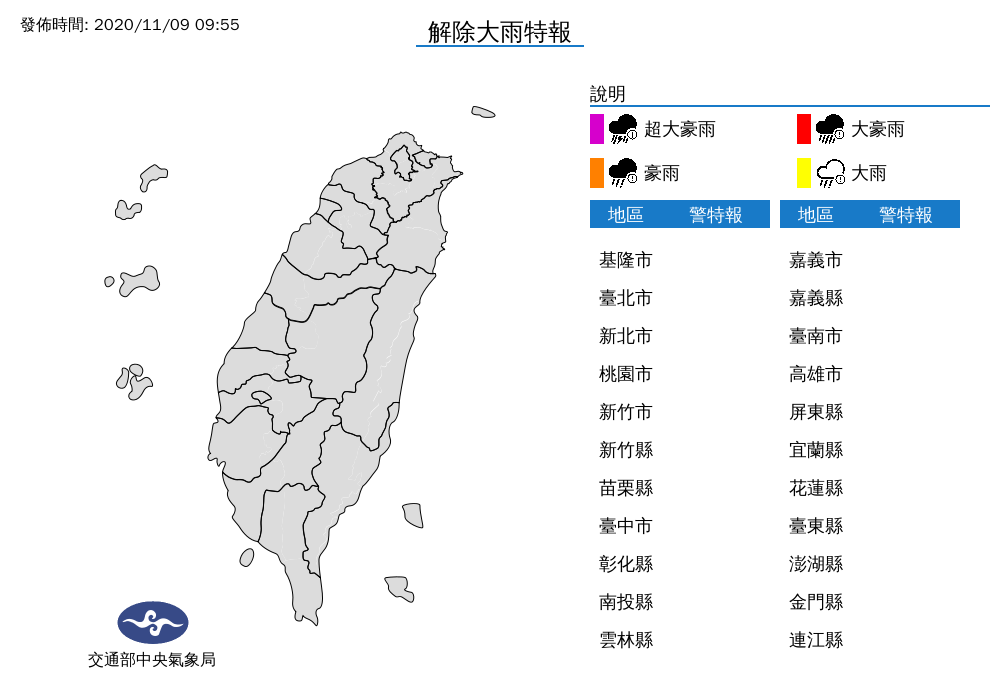 發佈時間: 2020/11/09 09:55
解除大雨特報
說明
超大豪雨 大豪雨
豪雨 大雨
地區 警特報 地區 警特報
基隆市 嘉義市
臺北市 嘉義縣
新北市 臺南市
桃園市 高雄市
新竹市 屏東縣
新竹縣 宜蘭縣
苗栗縣 花蓮縣
臺中市 臺東縣
彰化縣 澎湖縣
南投縣 金門縣
雲林縣 連江縣
交通部中央氣象局